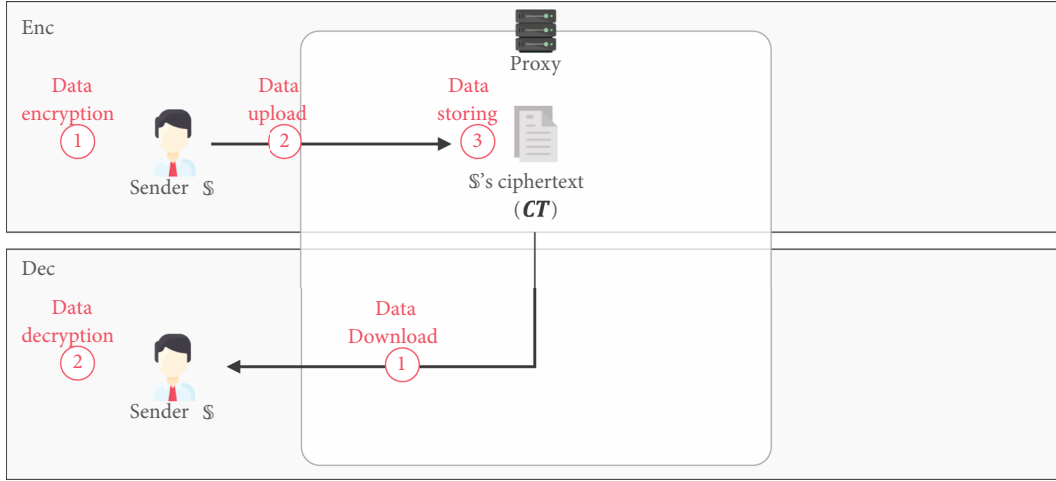 Enc
Proxy
Data
encryption
1
Data
upload
2
Data
storing
3
Sender 𝕊
𝕊's ciphertext
(CT)
Dec
Data
decryption
2
Data
Download
1
Sender 𝕊